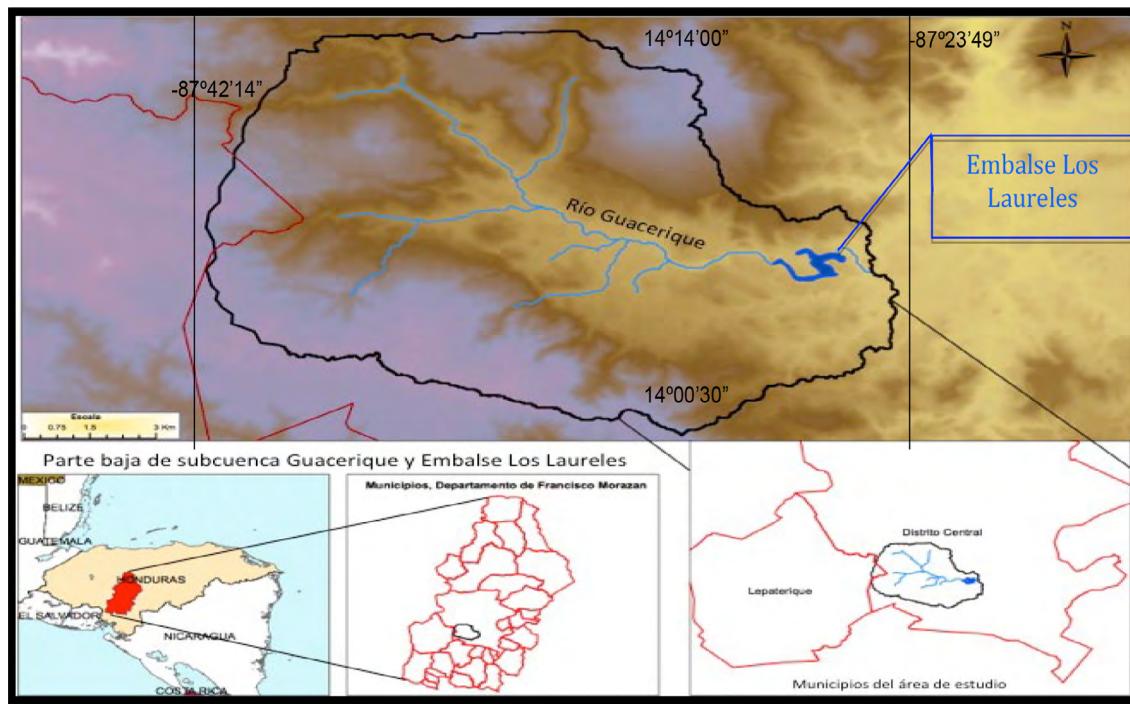 N
14º14'00”
-87º23'49”
-87º42'14”
Embalse Los
Laureles
Río Guacerique
14º00'30”
Escala
0 0.75 1.5 3 Km
Parte baja de subcuenca Guacerique y Embalse Los Laureles
MEXICO
BELIZE
GUATEMALA
HONDURAS
EL SALVADOR
NICARAGUA
COSTA RICA
Municipios, Departamento de Francisco Morazan
Distrito Central
Lepaterique
Municipios del área de estudio